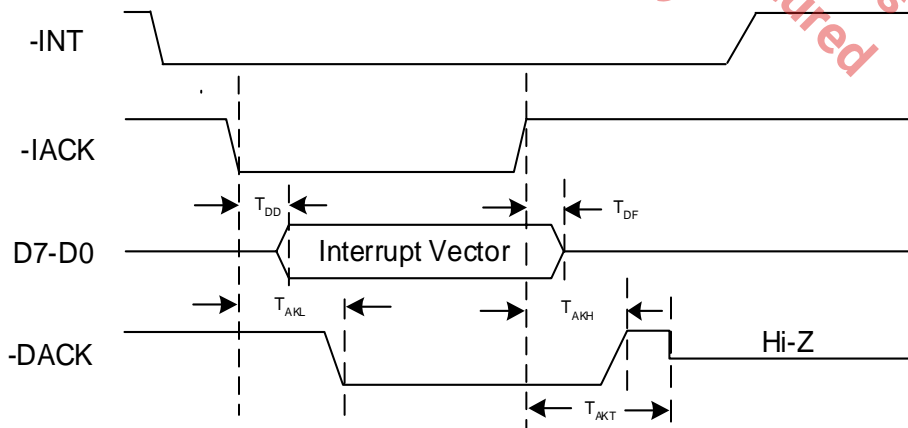 -INT
-IACK
T_DD
T_DF
D7-D0
Interrupt Vector
T_AKL
T_AKH
-DACK
Hi-Z
T_AKT